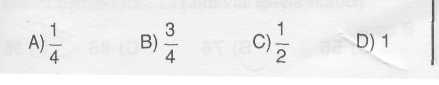 A) 1/4 B) 3/4 C) 1/2 D) 1